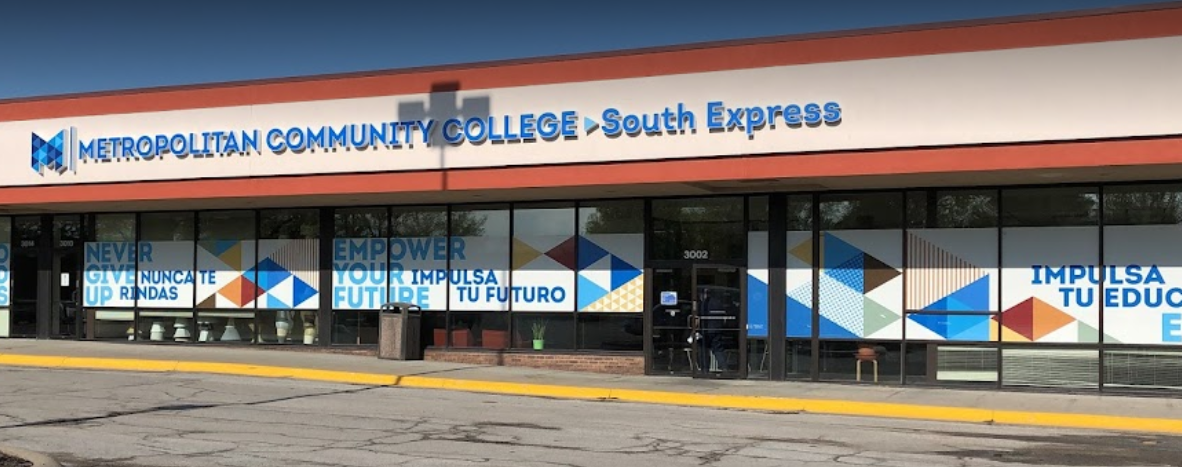 METROPOLITAN COMMUNITY COLLEGE South Express
3002
NEVER
GIVE
UP
NUNCA TE
RINDAS
EMPOWER
YOUR
FUTURE
IMPULSA
TU FUTURO
IMPULSA
TU EDUC
E